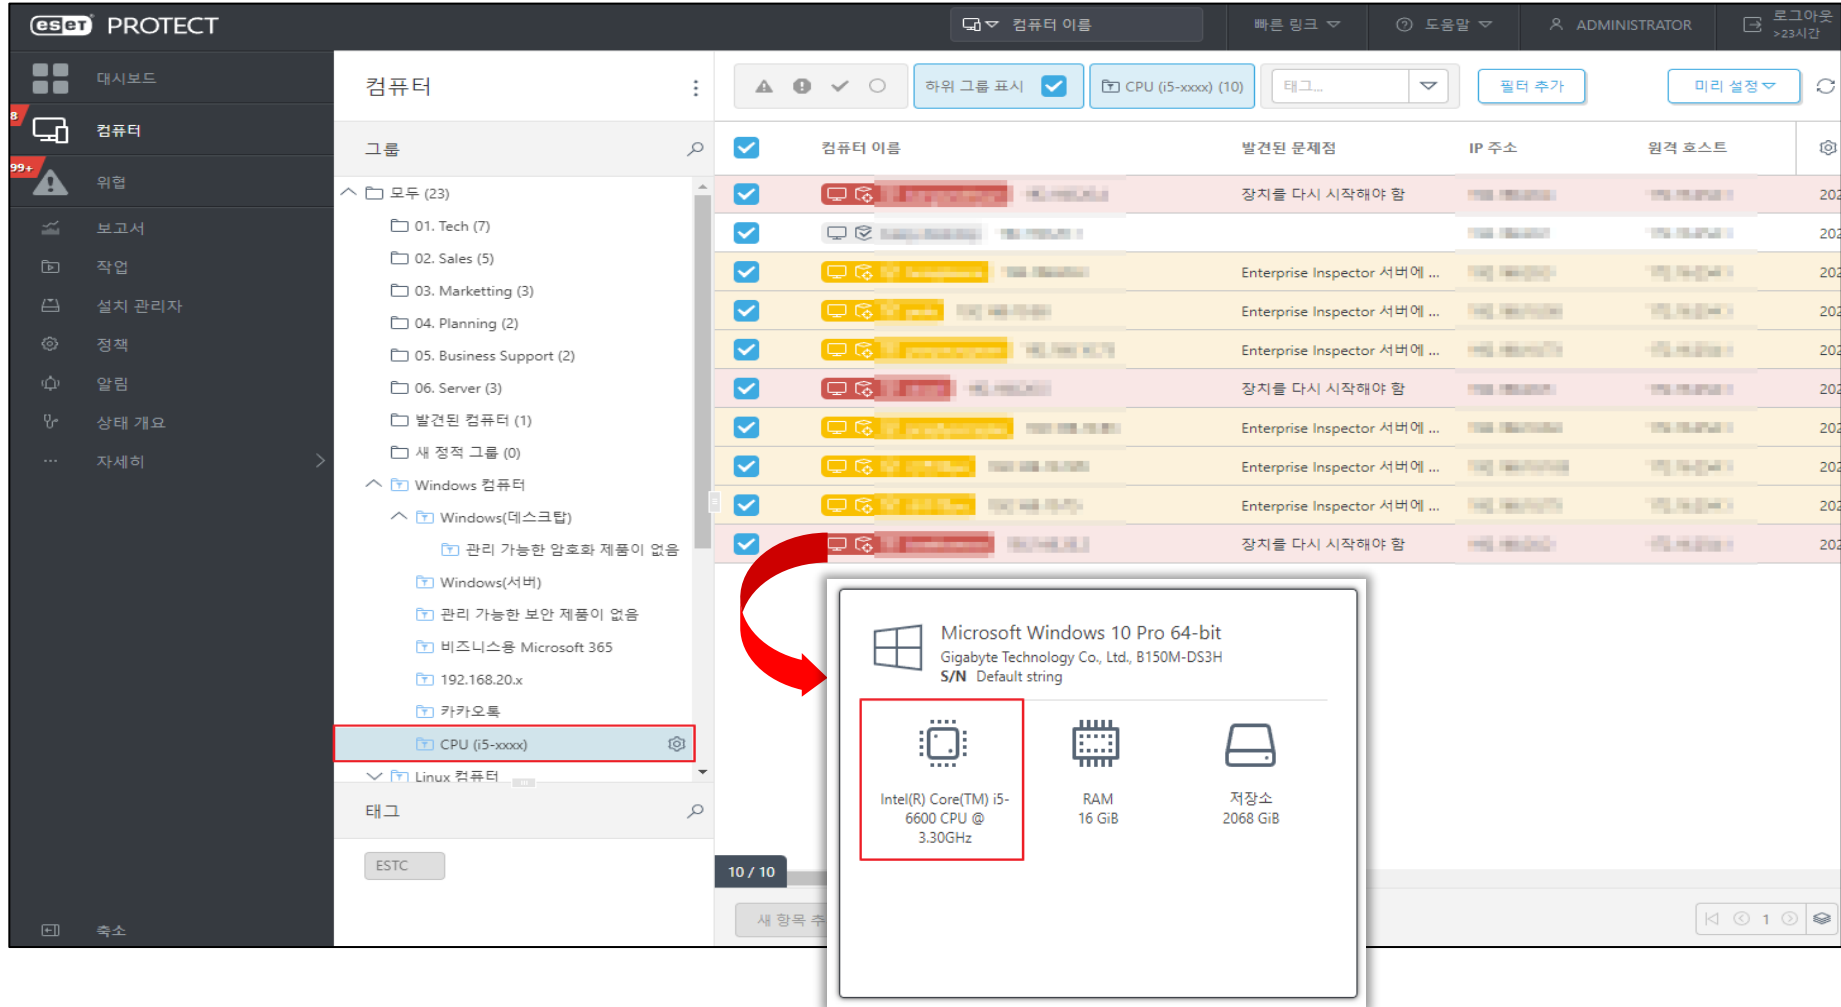 eset PROTECT
컴퓨터 이름
빠른 링크
도움말
ADMINISTRATOR
로그아웃
>23시간
대시보드
8
컴퓨터
99+
위협
보고서
작업
설치 관리자
정책
알림
상태 개요
자세히
축소
컴퓨터
그룹
모두 (23)
01. Tech (7)
02. Sales (5)
03. Marketting (3)
04. Planning (2)
05. Business Support (2)
06. Server (3)
발견된 컴퓨터 (1)
새 정적 그룹 (0)
Windows 컴퓨터
Windows(데스크탑)
관리 가능한 암호화 제품이 없음
Windows(서버)
관리 가능한 보안 제품이 없음
비즈니스용 Microsoft 365
192.168.20.x
카카오톡
CPU (i5-xxxx)
Linux 컴퓨터
태그
ESTC
하위 그룹 표시
CPU (i5-xxxx) (10)
태그...
필터 추가
미리 설정
컴퓨터 이름 발견된 문제점 IP 주소 원격 호스트
장치를 다시 시작해야 함 202
202
Enterprise Inspector 서버에 ... 202
Enterprise Inspector 서버에 ... 202
Enterprise Inspector 서버에 ... 202
장치를 다시 시작해야 함 202
Enterprise Inspector 서버에 ... 202
Enterprise Inspector 서버에 ... 202
Enterprise Inspector 서버에 ... 202
장치를 다시 시작해야 함 202
Microsoft Windows 10 Pro 64-bit
Gigabyte Technology Co., Ltd., B150M-DS3H
S/N Default string
Intel(R) Core(TM) i5-
6600 CPU @
3.30GHz
RAM
16 GiB
저장소
2068 GiB
10 / 10
새 항목 추
1